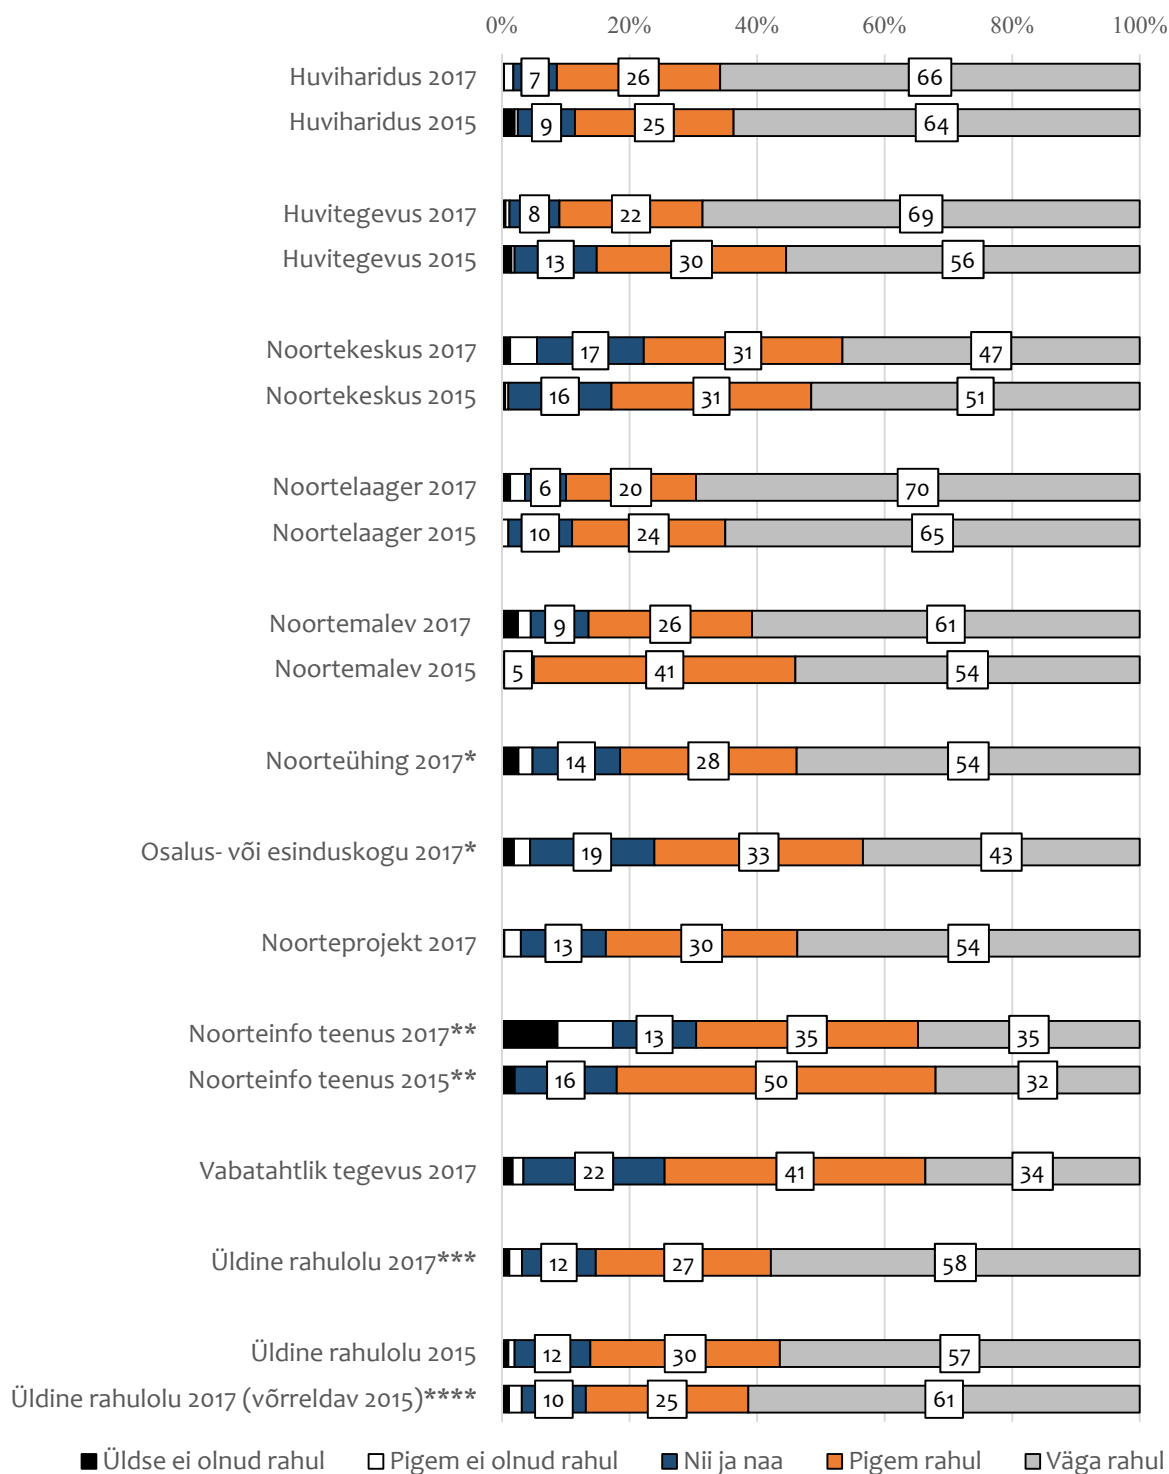 0% 20% 40% 60% 80% 100%
Huviharidus 2017 7 26 66
Huviharidus 2015 9 25 64
Huvitegevus 2017 8 22 69
Huvitegevus 2015 13 30 56
Noortekeskus 2017 17 31 47
Noortekeskus 2015 16 31 51
Noortelaager 2017 6 20 70
Noortelaager 2015 10 24 65
Noortemalev 2017 9 26 61
Noortemalev 2015 5 41 54
Noorteühing 2017* 14 28 54
Osalus- või esinduskogu 2017* 19 33 43
Noorteprojekt 2017 13 30 54
Noorteinfo teenus 2017** 13 35 35
Noorteinfo teenus 2015** 16 50 32
Vabatahtlik tegevus 2017 22 41 34
Üldine rahulolu 2017*** 12 27 58
Üldine rahulolu 2015 12 30 57
Üldine rahulolu 2017 (võrreldav 2015)**** 10 25 61
Üldse ei olnud rahul Pigem ei olnud rahul Nii ja naa Pigem rahul Väga rahul